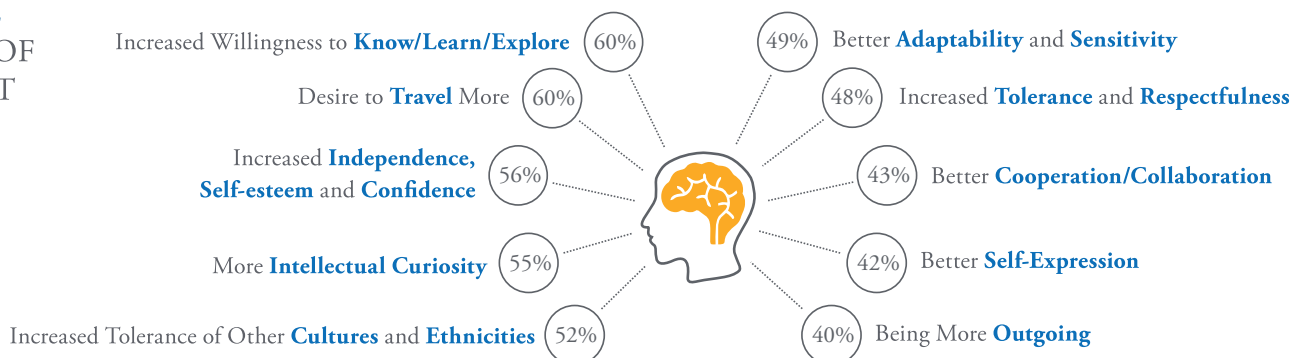 OF
T
Increased Willingness to Know/Learn/Explore 60%
Desire to Travel More 60%
Increased Independence,
Self-esteem and Confidence 56%
More Intellectual Curiosity 55%
Increased Tolerance of Other Cultures and Ethnicities 52%
49% Better Adaptability and Sensitivity
48% Increased Tolerance and Respectfulness
43% Better Cooperation/Collaboration
42% Better Self-Expression
40% Being More Outgoing